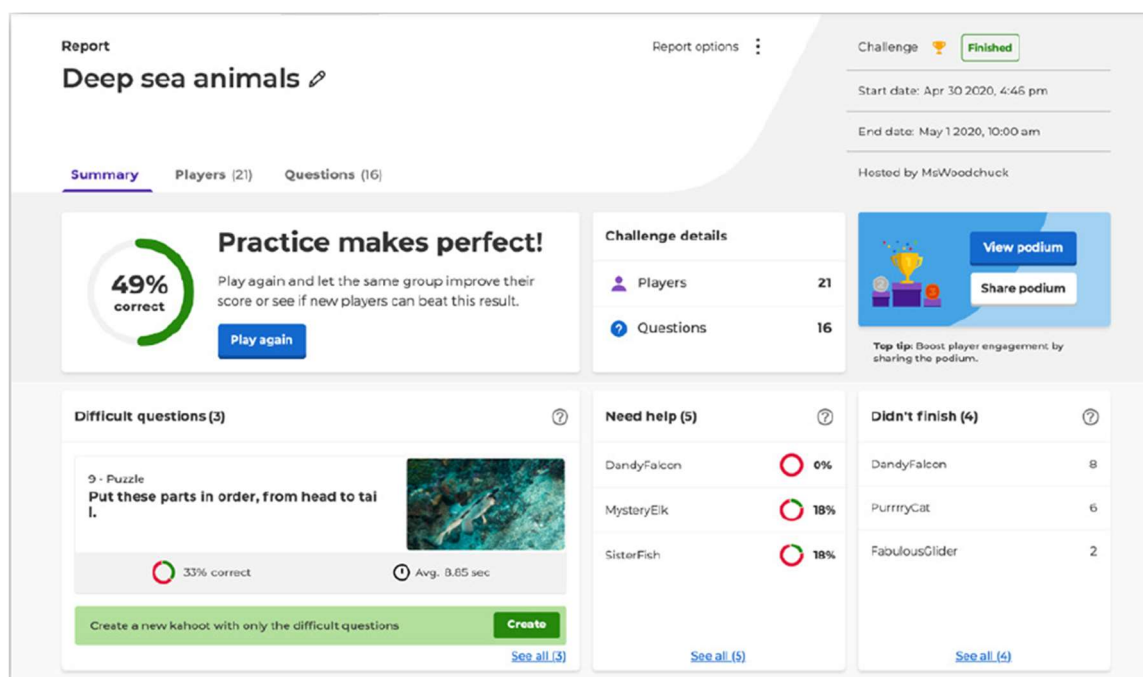 Report
Deep sea animals
Report options
Challenge Finished
Start date: Apr 30 2020, 4:46 pm
End date: May 1 2020, 10:00 am
Hosted by MsWoodchuck
Summary Players (21) Questions (16)
49%
correct
Practice makes perfect!
Play again and let the same group improve their
score or see if new players can beat this result.
Play again
Challenge details
Players 21
Questions 16
View podium
Share podium
Top tip: Boost player engagement by
sharing the podium.
Difficult questions (3)
9 - Puzzle
Put these parts in order, from head to tai
l.
33% correct Avg. 8.85 sec
Create a new kahoot with only the difficult questions Create
See all (3)
Need help (5)
DandyFalcon 0%
MysteryElk 18%
SisterFish 18%
See all (5)
Didn't finish (4)
DandyFalcon 8
PurrrryCat 6
FabulousGlider 2
See all (4)